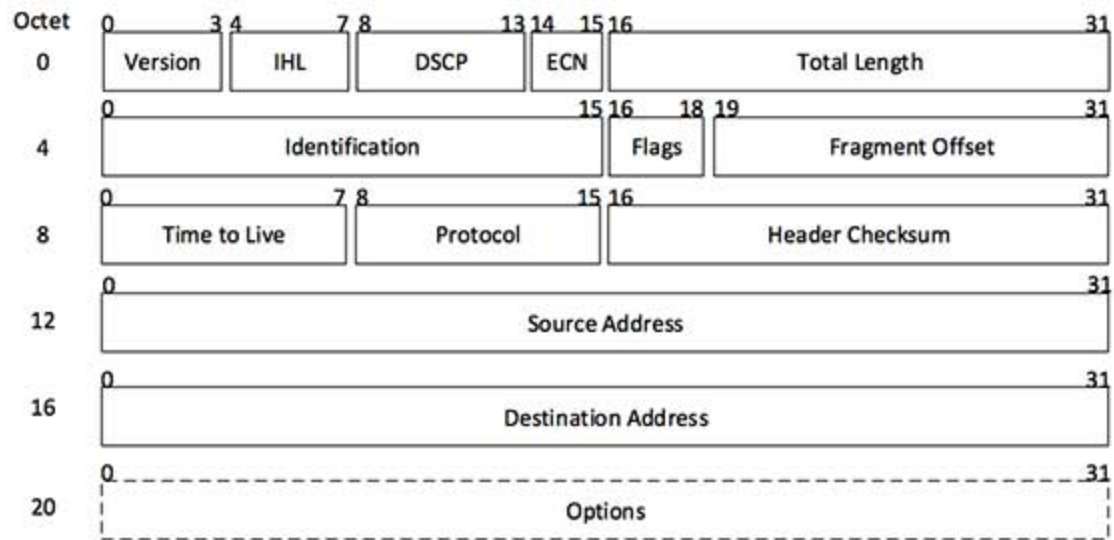 Octet 0 3 4 7 8 13 14 15 16 31
0 Version IHL DSCP ECN Total Length
0 15 16 18 19 31
4 Identification Flags Fragment Offset
0 7 8 15 16 31
8 Time to Live Protocol Header Checksum
0 31
12 Source Address
0 31
16 Destination Address
0 31
20 Options